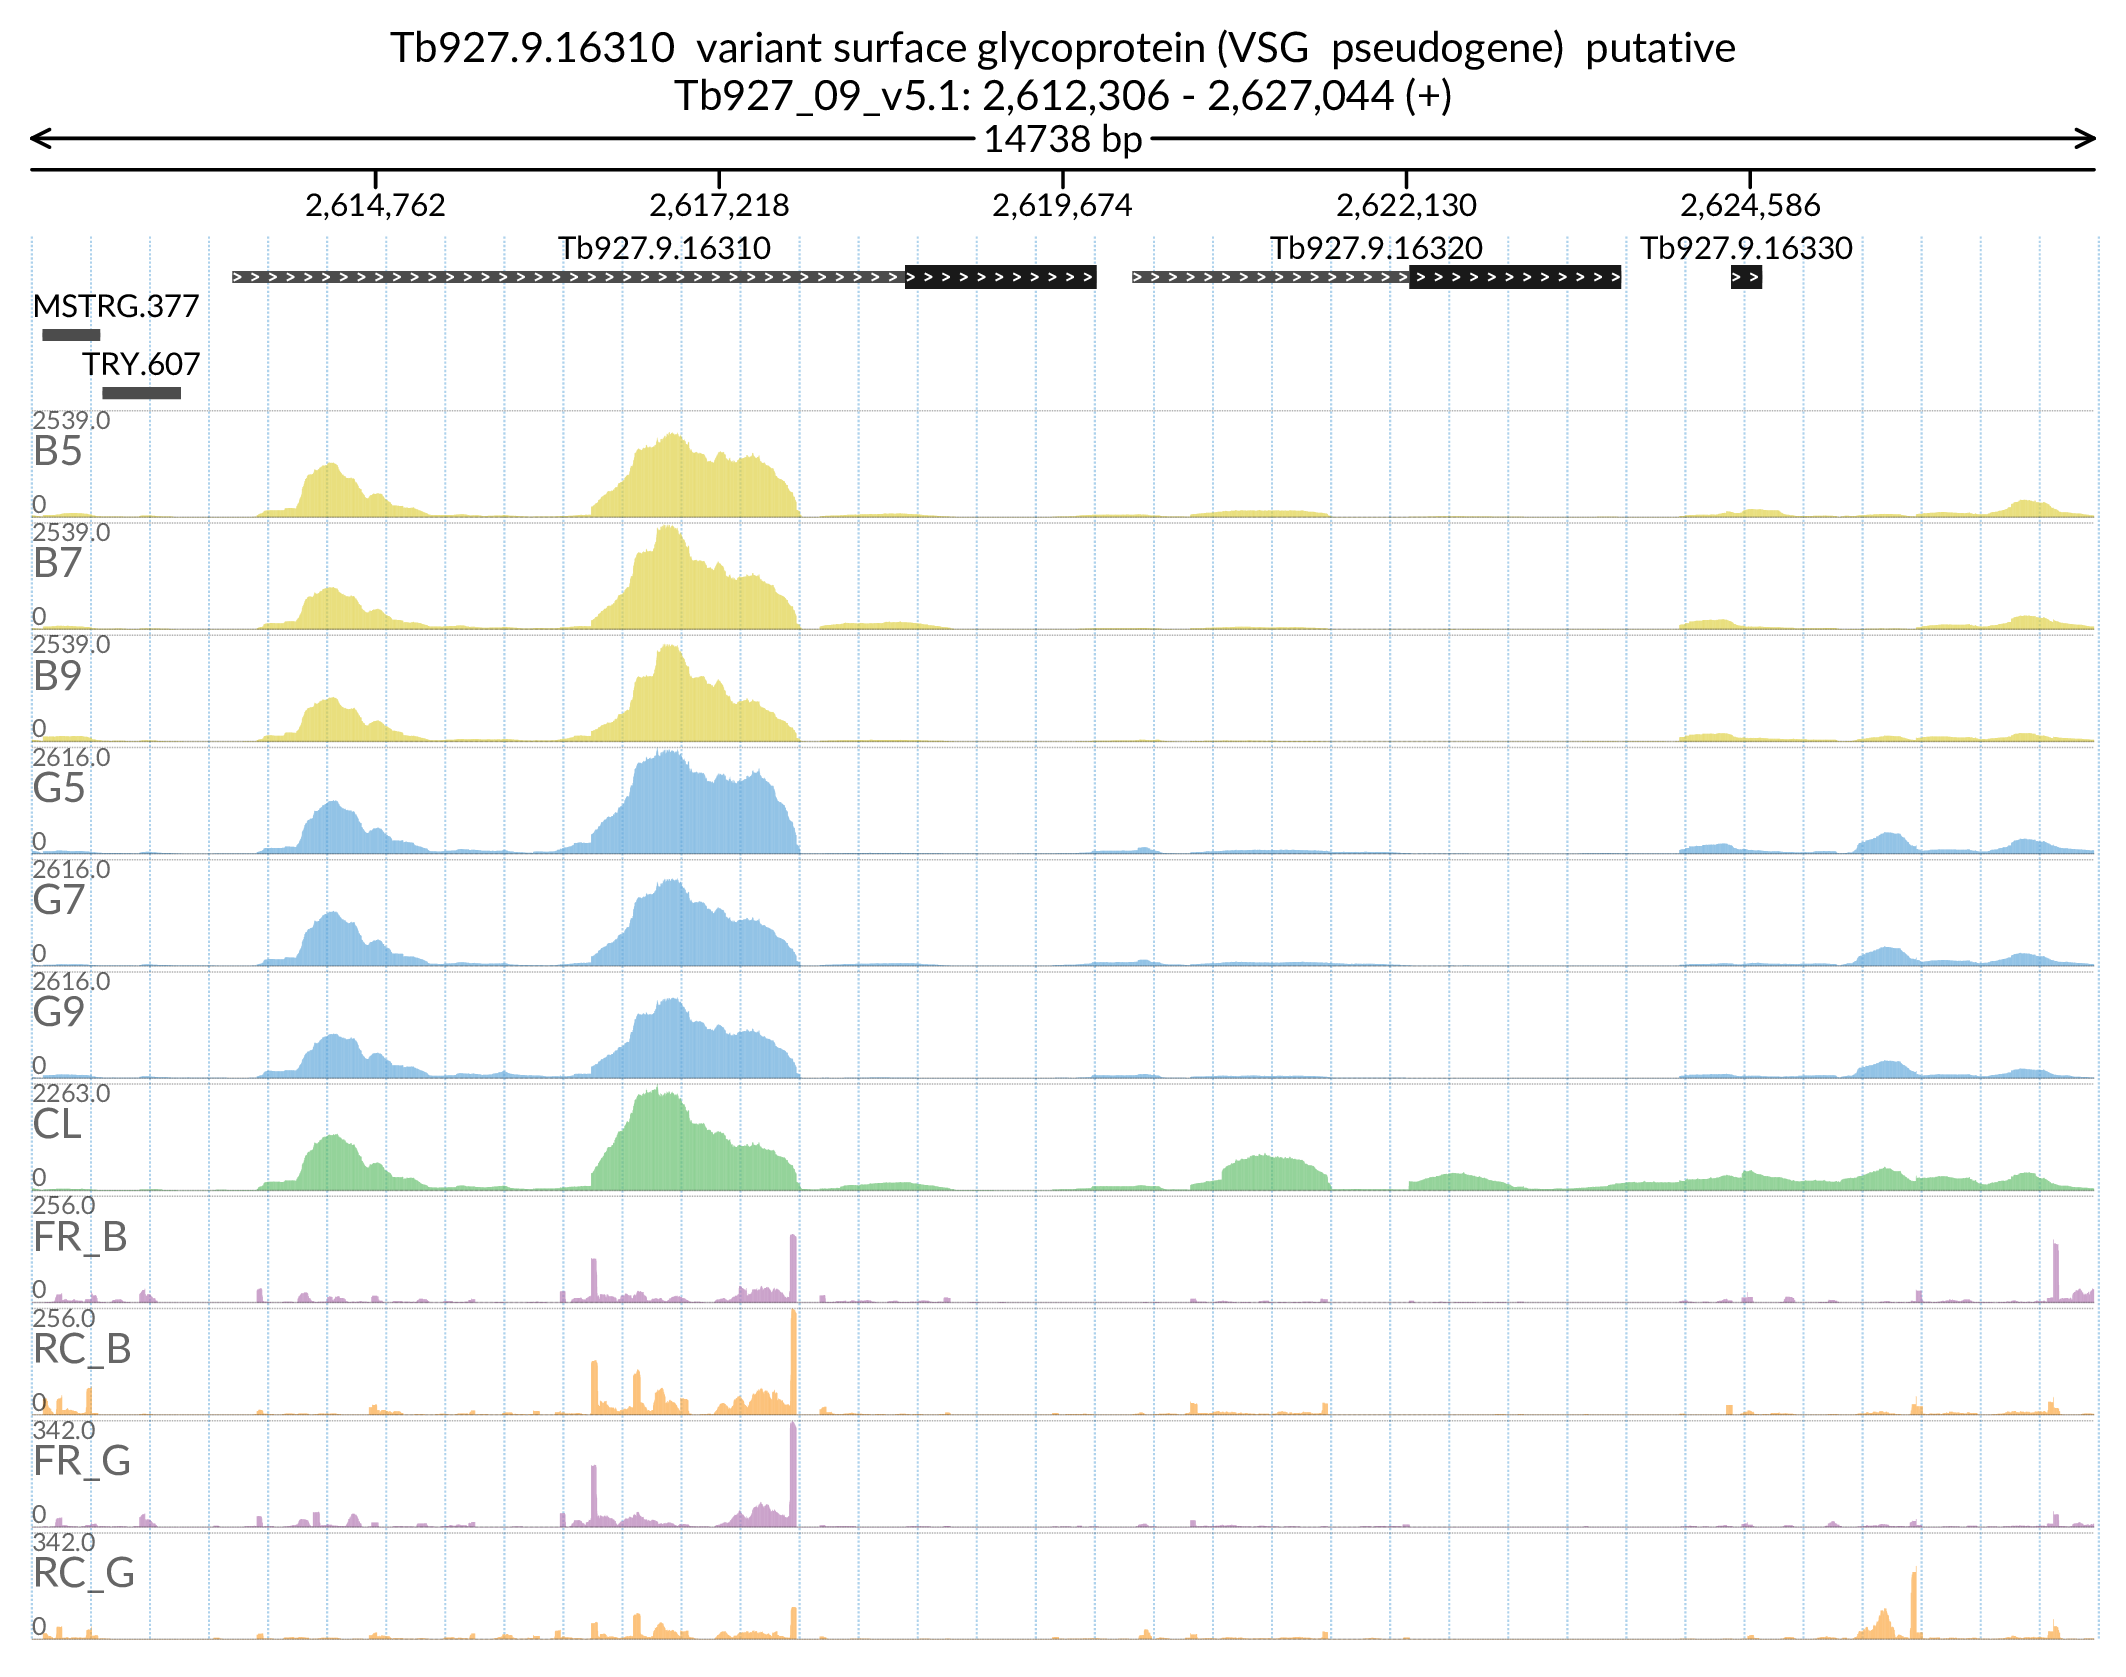 Tb927.9.16310 variant surface glycoprotein (VSG pseudogene) putative
Tb927_09_v5.1: 2,612,306 - 2,627,044 (+)
14738 bp
2,614,762 2,617,218 2,619,674 2,622,130 2,624,586
Tb927.9.16310 Tb927.9.16320 Tb927.9.16330
MSTRG.377
TRY.607
2539.0
B5
0
2539.0
B7
0
2539.0
B9
0
2616.0
G5
0
2616.0
G7
0
2616.0
G9
0
2263.0
CL
0
256.0
FR_B
0
256.0
RC_B
0
342.0
FR_G
0
342.0
RC_G
0